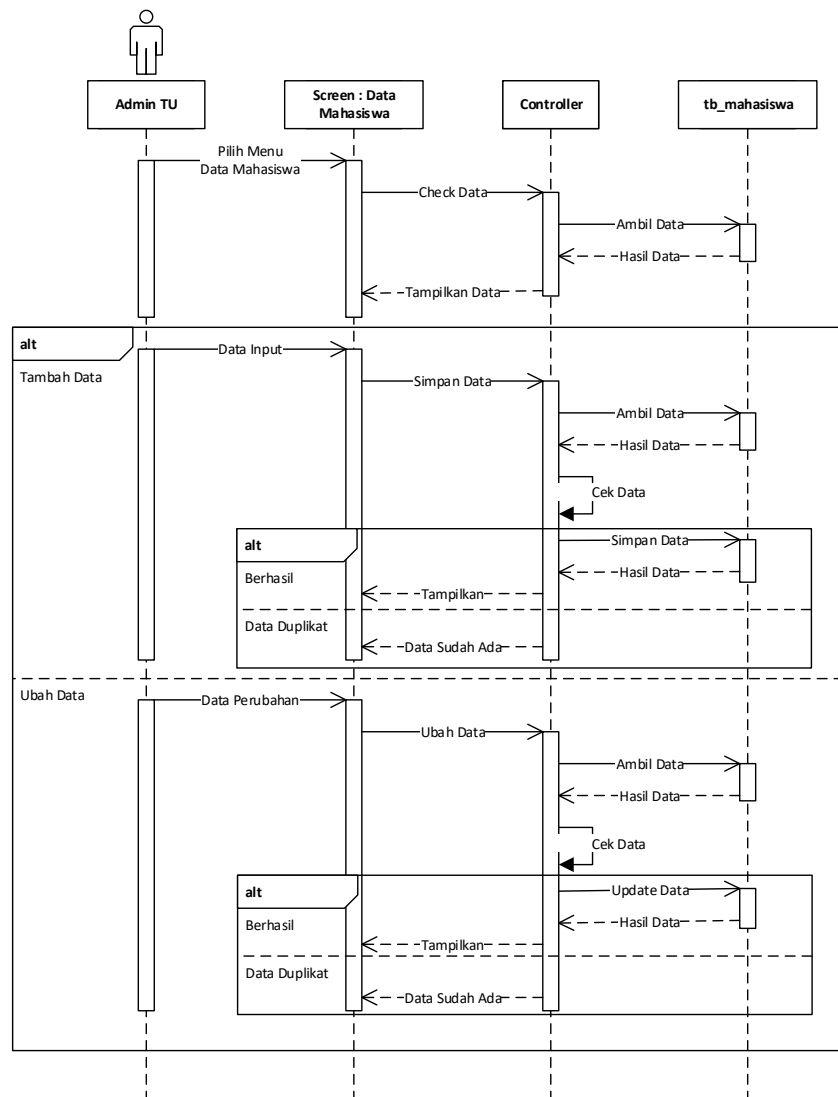 Admin TU
Screen : Data
Mahasiswa
Controller
tb_mahasiswa
Pilih Menu
Data Mahasiswa
Check Data
Ambil Data
Hasil Data
Tampilkan Data
alt
Tambah Data
Data Input
Simpan Data
Ambil Data
Hasil Data
Cek Data
alt
Berhasil
Simpan Data
Hasil Data
Tampilkan
Data Duplikat
Data Sudah Ada
Ubah Data
Data Perubahan
Ubah Data
Ambil Data
Hasil Data
Cek Data
alt
Berhasil
Update Data
Hasil Data
Tampilkan
Data Duplikat
Data Sudah Ada